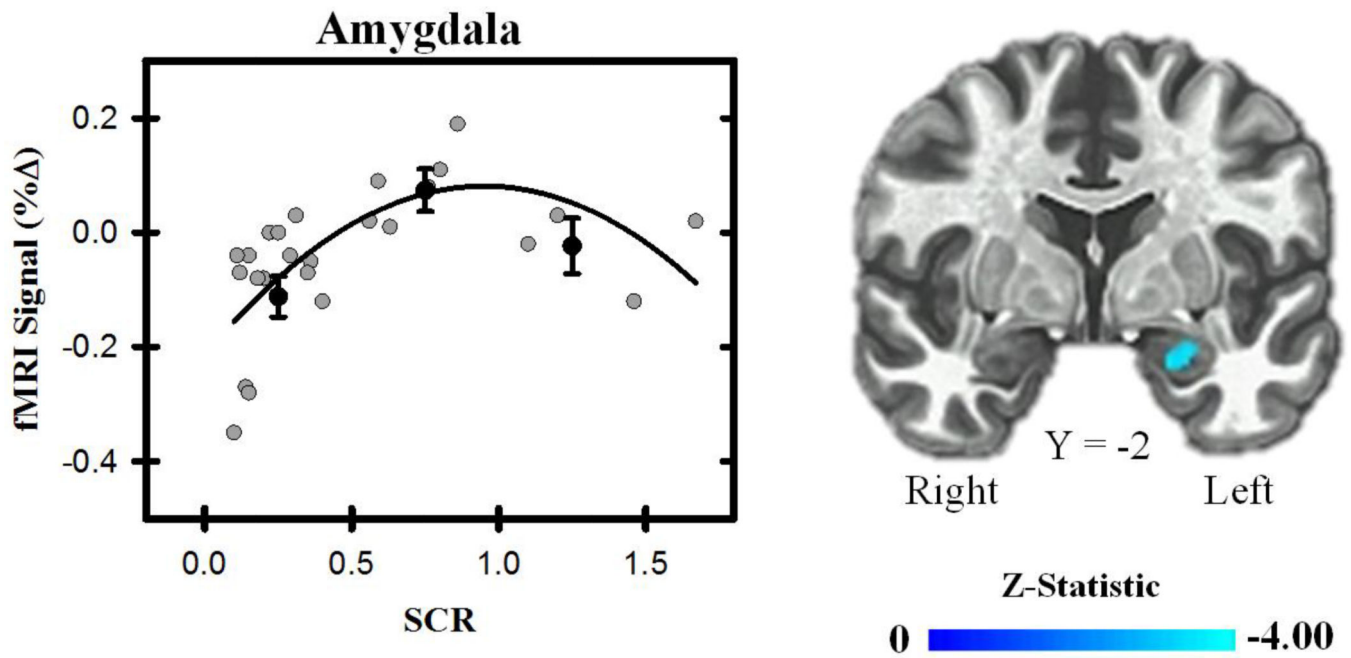 Amygdala
fMRI Signal (%Δ)
0.2
0.0
-0.2
-0.4
0.0 0.5 1.0 1.5
SCR
Y = -2
Right Left
Z-Statistic
0 -4.00